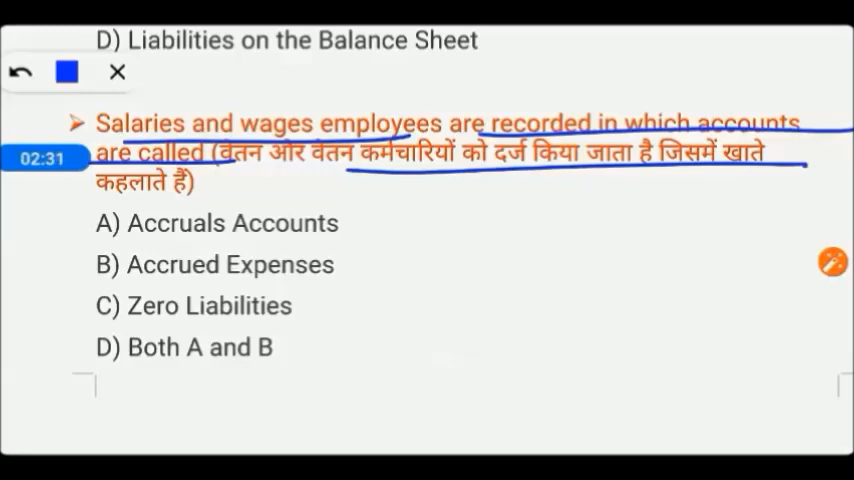 D) Liabilities on the Balance Sheet
➤ Salaries and wages employees are recorded in which accounts
02:31
are called (वेतन और वेतन कर्मचारियों को दर्ज किया जाता है जिसमें खाते
कहलाते हैं)
A) Accruals Accounts
B) Accrued Expenses
C) Zero Liabilities
D) Both A and B